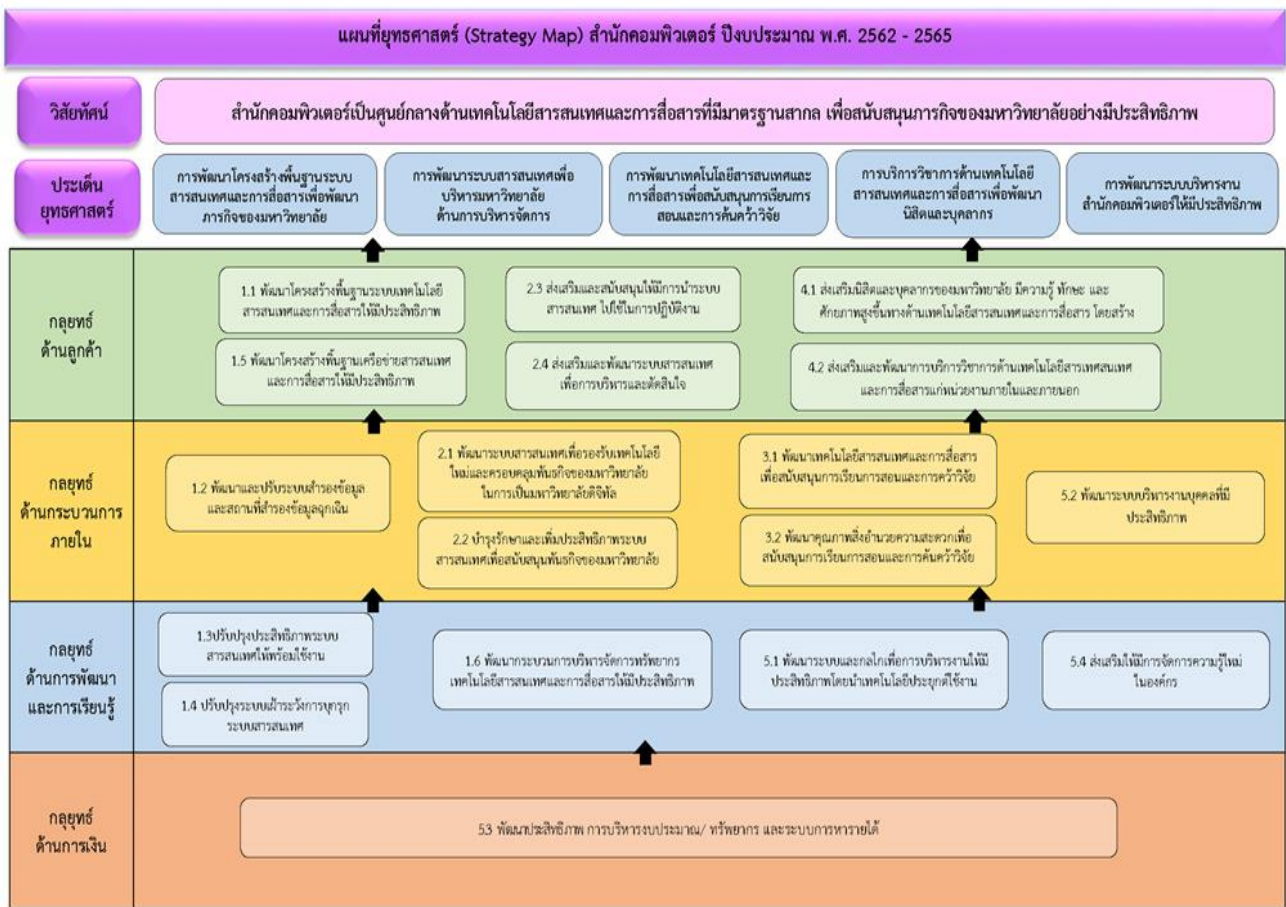 แผนที่ยุทธศาสตร์ (Strategy Map) สำนักคอมพิวเตอร์ ปีงบประมาณ พ.ศ. 2562 - 2565
วิสัยทัศน์
สำนักคอมพิวเตอร์เป็นศูนย์กลางด้านเทคโนโลยีสารสนเทศและการสื่อสารที่มีมาตรฐานสากล เพื่อสนับสนุนภารกิจของมหาวิทยาลัยอย่างมีประสิทธิภาพ
ประเด็น
ยุทธศาสตร์
การพัฒนาโครงสร้างพื้นฐานระบบ
สารสนเทศและการสื่อสารเพื่อพัฒนา
ภารกิจของมหาวิทยาลัย
การพัฒนาระบบสารสนเทศเพื่อ
บริหารมหาวิทยาลัย
ด้านการบริหารจัดการ
การพัฒนาเทคโนโลยีสารสนเทศและ
การสื่อสารเพื่อสนับสนุนการเรียนการ
สอนและการค้นคว้าวิจัย
การบริการวิชาการด้านเทคโนโลยี
สารสนเทศและการสื่อสารเพื่อพัฒนา
นิสิตและบุคลากร
การพัฒนาระบบบริหารงาน
สำนักคอมพิวเตอร์ให้มีประสิทธิภาพ
กลยุทธ์
ด้านลูกค้า
1.1 พัฒนาโครงสร้างพื้นฐานระบบเทคโนโลยี
สารสนเทศและการสื่อสารให้มีประสิทธิภาพ
1.5 พัฒนาโครงสร้างพื้นฐานเครือข่ายสารสนเทศ
และการสื่อสารให้มีประสิทธิภาพ
2.3 ส่งเสริมและสนับสนุนให้มีการนำระบบ
สารสนเทศ ไปใช้ในการปฏิบัติงาน
2.4 ส่งเสริมและพัฒนาระบบสารสนเทศ
เพื่อการบริหารและตัดสินใจ
4.1 ส่งเสริมนิสิตและบุคลากรของมหาวิทยาลัย มีความรู้ ทักษะ และ
ศักยภาพสูงขึ้นทางด้านเทคโนโลยีสารสนเทศและการสื่อสาร โดยสร้าง
4.2 ส่งเสริมและพัฒนาการบริการวิชาการด้านเทคโนโลยีสารเทศสนเทศ
และการสื่อสารแก่หน่วยงานภายในและภายนอก
กลยุทธ์
ด้านกระบวนการ
ภายใน
1.2 พัฒนาและปรับระบบสำรองข้อมูล
และสถานที่สำรองข้อมูลฉุกเฉิน
2.1 พัฒนาระบบสารสนเทศเพื่อรองรับเทคโนโลยี
ใหม่และครอบคลุมพันธกิจของมหาวิทยาลัย
ในการเป็นมหาวิทยาลัยดิจิทัล
2.2 บำรุงรักษาและเพิ่มประสิทธิภาพระบบ
สารสนเทศเพื่อสนับสนุนพันธกิจของมหาวิทยาลัย
3.1 พัฒนาเทคโนโลยีสารสนเทศและการสื่อสาร
เพื่อสนับสนุนการเรียนการสอนและการคว้าวิจัย
3.2 พัฒนาคุณภาพสิ่งอำนวยความสะดวกเพื่อ
สนับสนุนการเรียนการสอนและการค้นคว้าวิจัย
5.2 พัฒนาระบบบริหารงานบุคคลที่มี
ประสิทธิภาพ
กลยุทธ์
ด้านการพัฒนา
และการเรียนรู้
1.3ปรับปรุงประสิทธิภาพระบบ
สารสนเทศให้พร้อมใช้งาน
1.4 ปรับปรุงระบบเฝ้าระวังการบุกรุก
ระบบสารสนเทศ
1.6 พัฒนากระบวนการบริหารจัดการทรัพยากร
เทคโนโลยีสารสนเทศและการสื่อสารให้มีประสิทธิภาพ
5.1 พัฒนาระบบและกลไกเพื่อการบริหารงานให้มี
ประสิทธิภาพโดยนำเทคโนโลยีประยุกต์ใช้งาน
5.4 ส่งเสริมให้มีการจัดการความรู้ใหม่
ในองค์กร
กลยุทธ์
ด้านการเงิน
5.3 พัฒนาประสิทธิภาพ การบริหารงบประมาณ/ ทรัพยากร และระบบการหารายได้